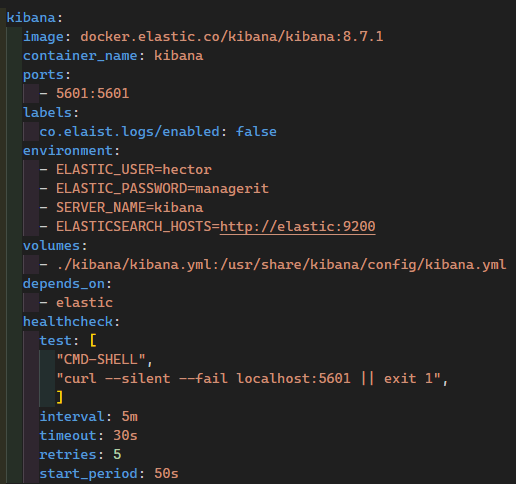 kibana:
  image: docker.elastic.co/kibana/kibana:8.7.1
  container_name: kibana
  ports:
    - 5601:5601
  labels:
    co.elaist.logs/enabled: false
  environment:
    - ELASTIC_USER=hector
    - ELASTIC_PASSWORD=managerit
    - SERVER_NAME=kibana
    - ELASTICSEARCH_HOSTS=http://elastic:9200
  volumes:
    - ./kibana/kibana.yml:/usr/share/kibana/config/kibana.yml
  depends_on:
    - elastic
  healthcheck:
    test: [
      "CMD-SHELL",
      "curl --silent --fail localhost:5601 || exit 1",
      ]
    interval: 5m
    timeout: 30s
    retries: 5
    start_period: 50s